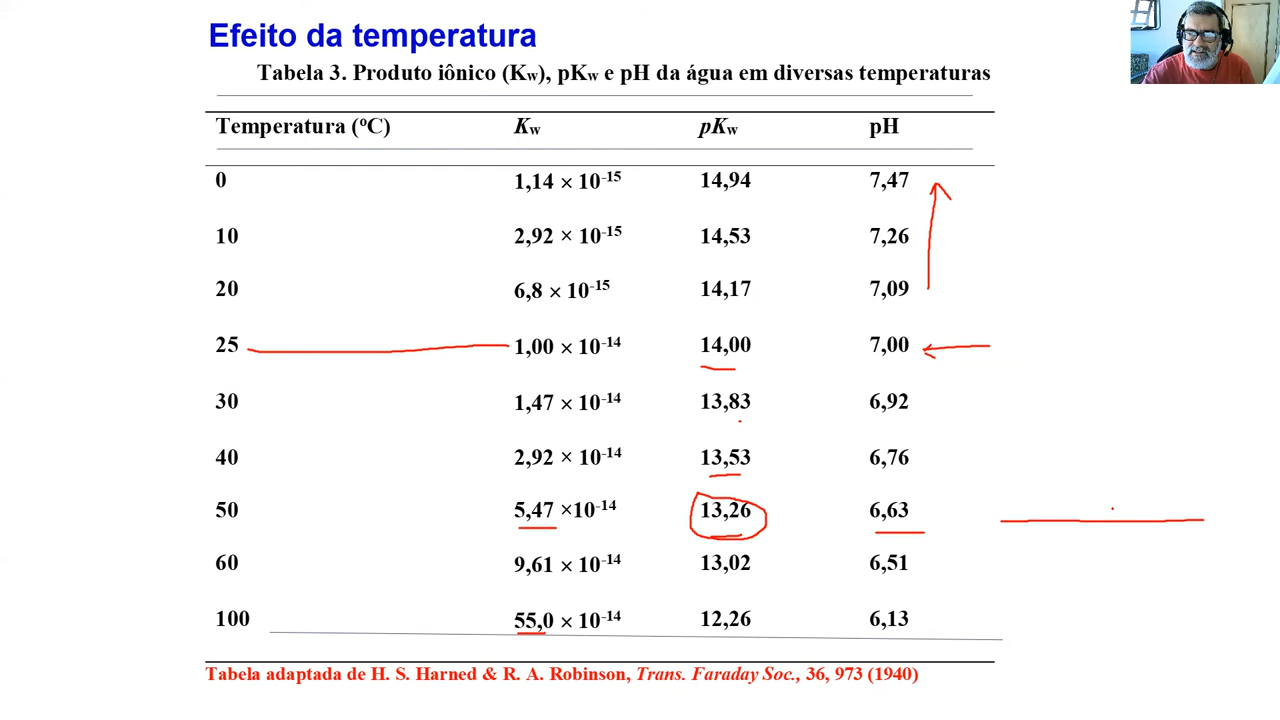 Efeito da temperatura
Tabela 3. Produto iônico (Kw), pKw e pH da água em diversas temperaturas
Temperatura (ºC) Kw pKw pH
0 1,14 × 10-15 14,94 7,47
10 2,92 × 10-15 14,53 7,26
20 6,8 × 10-15 14,17 7,09
25 1,00 × 10-14 14,00 7,00
30 1,47 × 10-14 13,83 6,92
40 2,92 × 10-14 13,53 6,76
50 5,47 ×10-14 13,26 6,63
60 9,61 × 10-14 13,02 6,51
100 55,0 × 10-14 12,26 6,13
Tabela adaptada de H. S. Harned & R. A. Robinson, Trans. Faraday Soc., 36, 973 (1940)